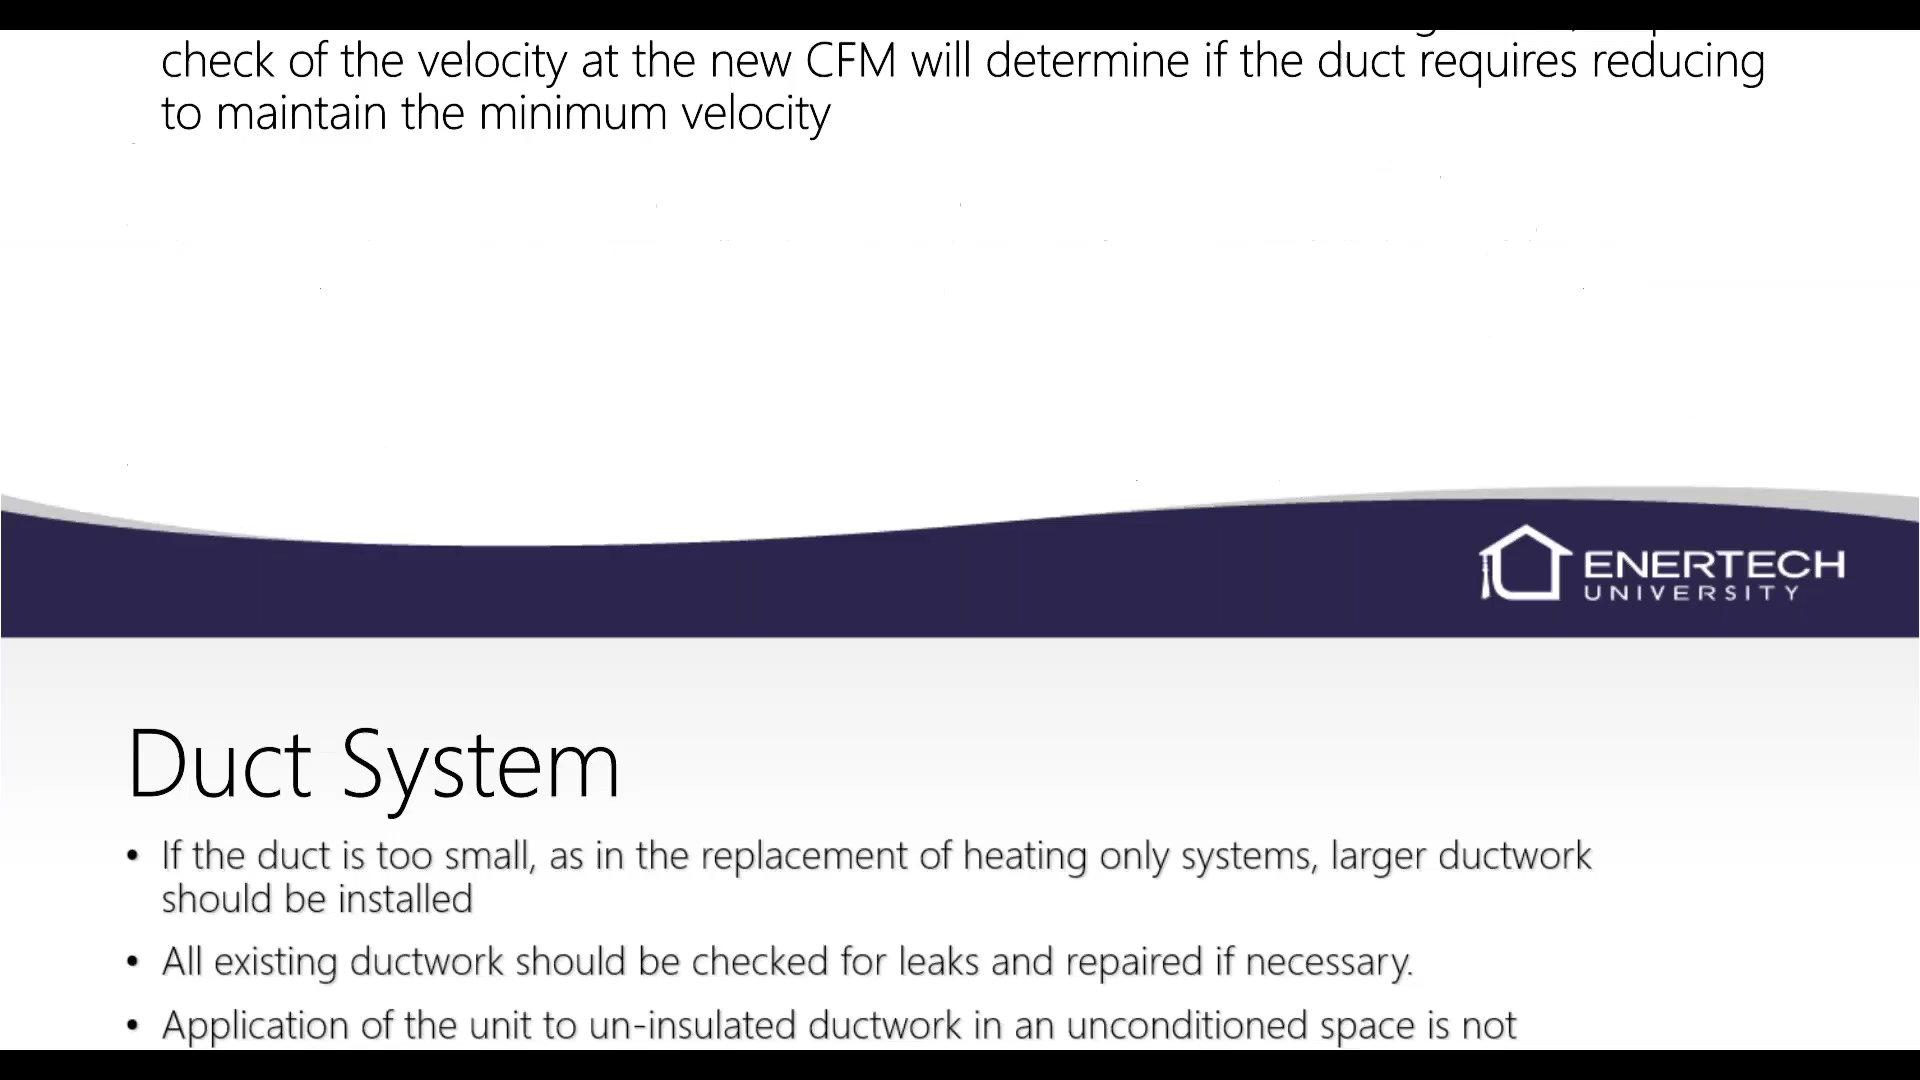 check of the velocity at the new CFM will determine if the duct requires reducing
to maintain the minimum velocity
ENERTECH
UNIVERSITY
Duct System
• If the duct is too small, as in the replacement of heating only systems, larger ductwork
should be installed
• All existing ductwork should be checked for leaks and repaired if necessary.
• Application of the unit to un-insulated ductwork in an unconditioned space is not